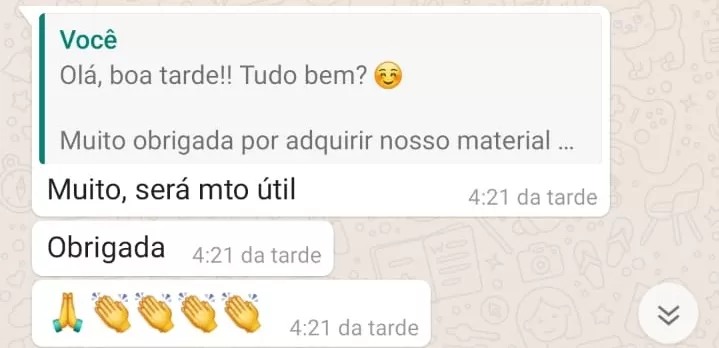 Você
Olá, boa tarde!! Tudo bem? ☺️
Muito obrigada por adquirir nosso material ...
Muito, será mto útil
4:21 da tarde
Obrigada
4:21 da tarde
🙏👏👏👏👏
4:21 da tarde